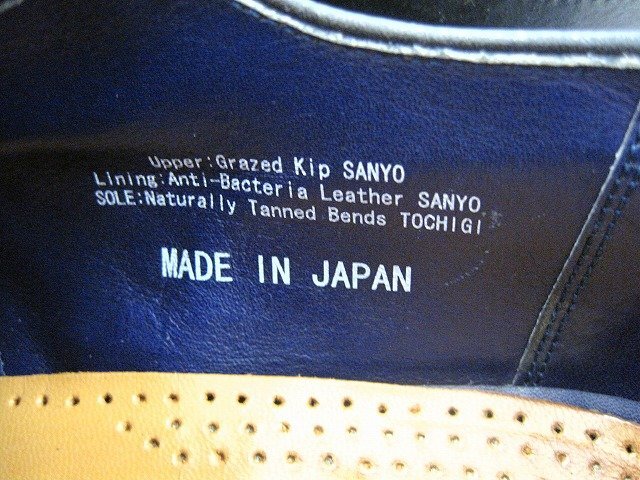 Upper:Grazed Kip SANYO
Lining:Anti-Bacteria Leather SANYO
SOLE:Naturally Tanned Bends TOCHIGI
MADE IN JAPAN